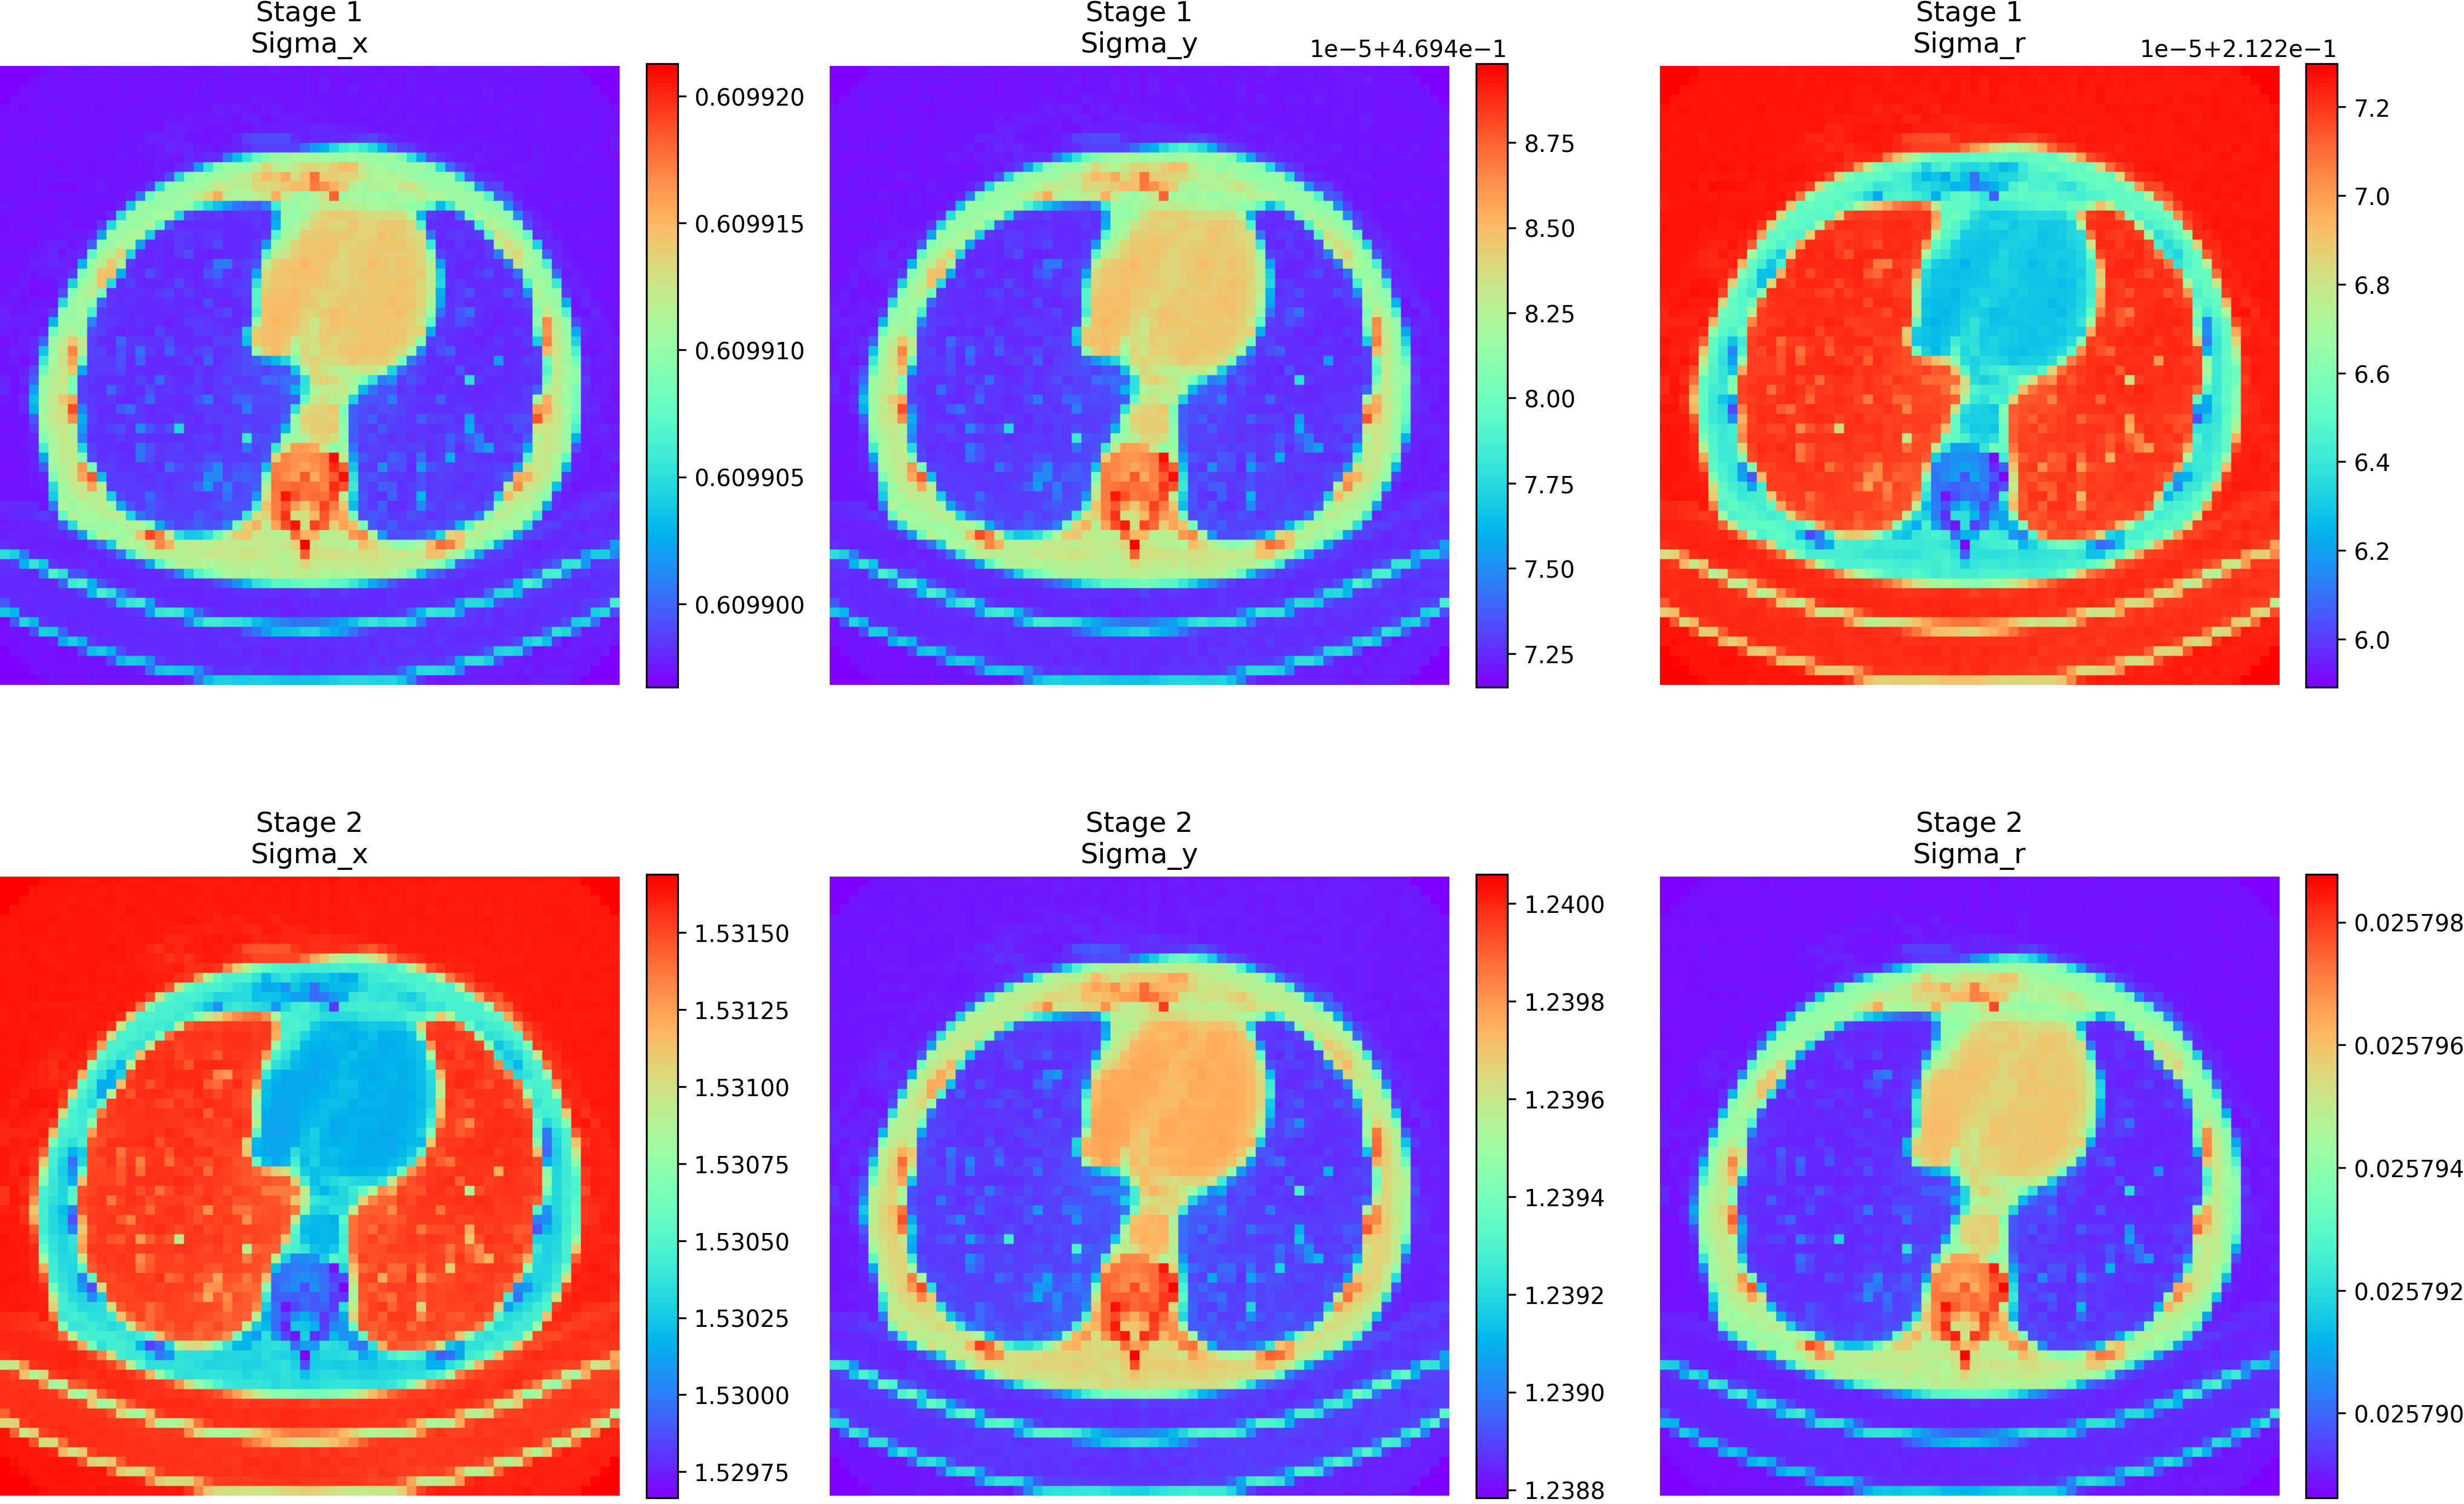 Stage 1
Sigma_x
0.609920
0.609915
0.609910
0.609905
0.609900
Stage 1
Sigma_y
1e−5+4.694e−1
8.75
8.50
8.25
8.00
7.75
7.50
7.25
Stage 1
Sigma_r
1e−5+2.122e−1
7.2
7.0
6.8
6.6
6.4
6.2
6.0
Stage 2
Sigma_x
1.53150
1.53125
1.53100
1.53075
1.53050
1.53025
1.53000
1.52975
Stage 2
Sigma_y
1.2400
1.2398
1.2396
1.2394
1.2392
1.2390
1.2388
Stage 2
Sigma_r
0.025798
0.025796
0.025794
0.025792
0.025790